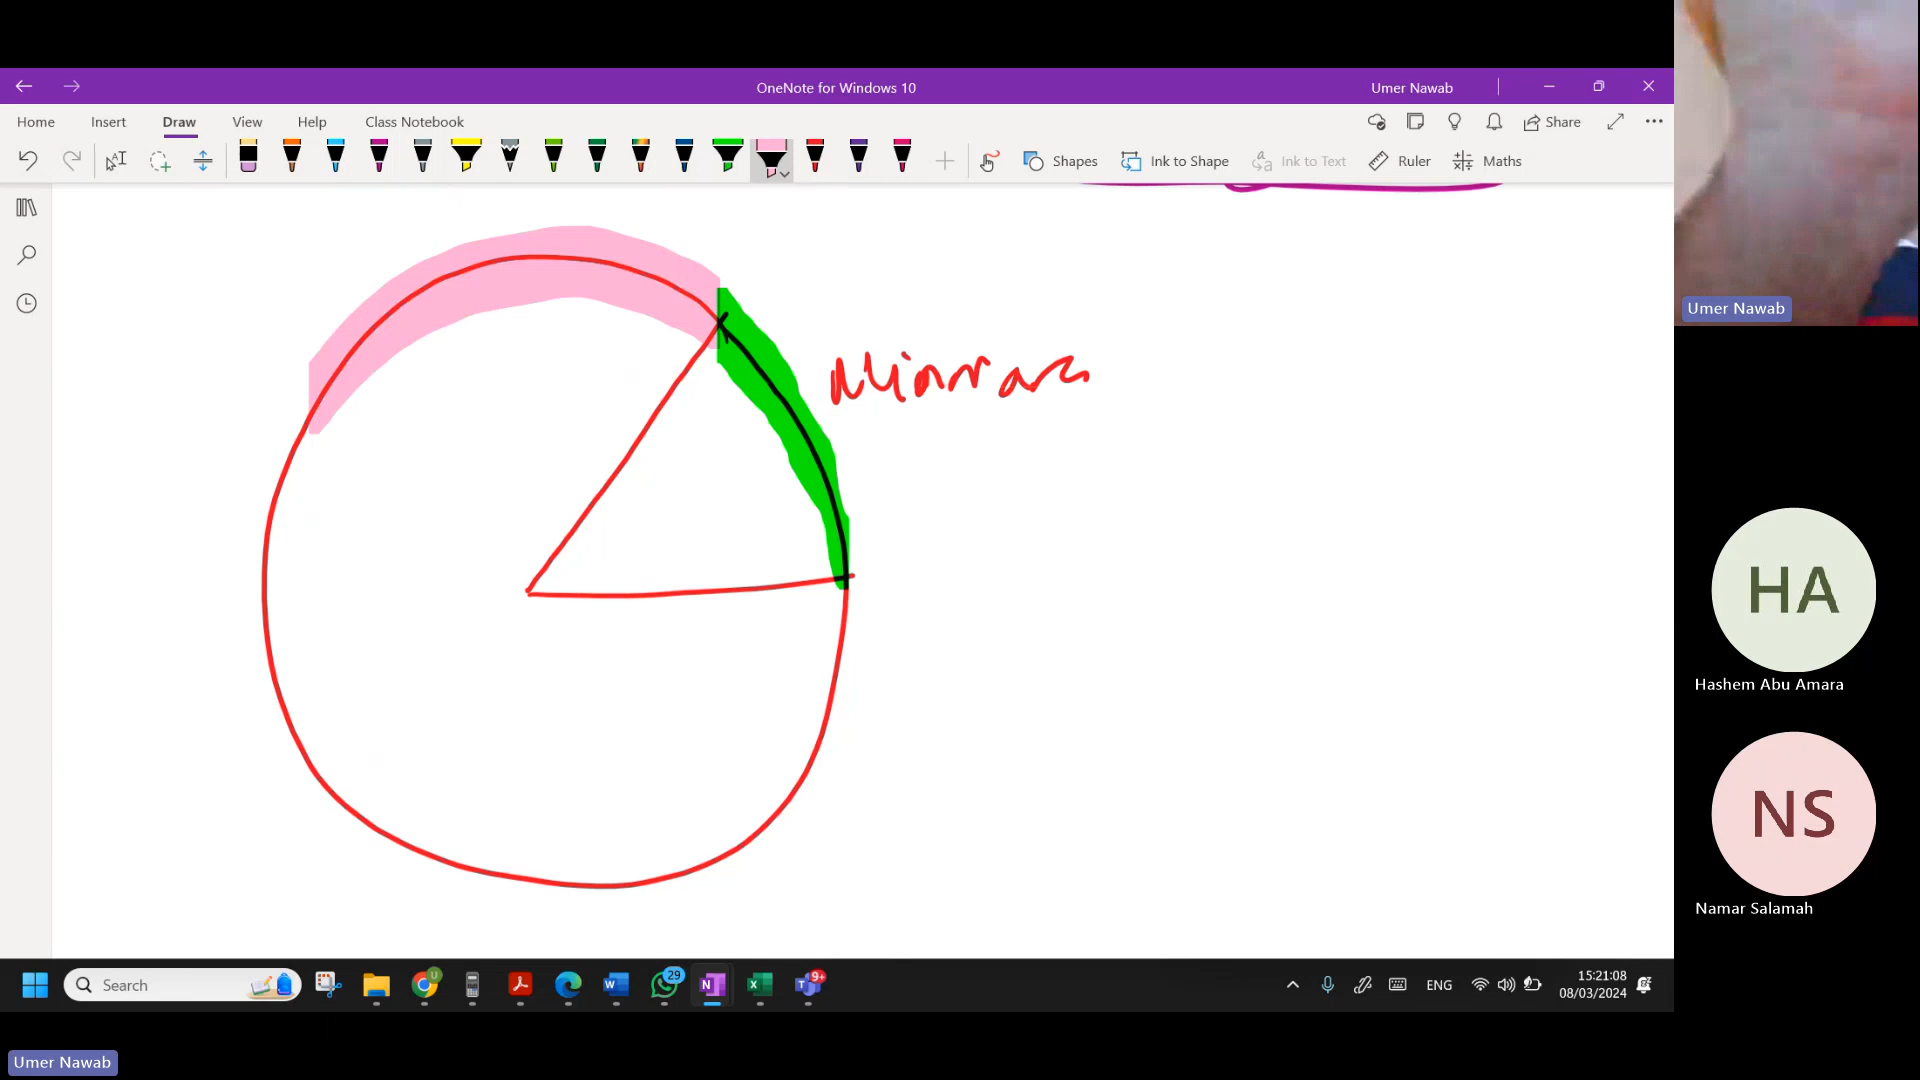 OneNote for Windows 10
Umer Nawab
Home Insert Draw View Help Class Notebook
Share
Shapes Ink to Shape Ink to Text Ruler Maths
Minor arc
Umer Nawab
HA
Hashem Abu Amara
NS
Namar Salamah
Search
29
9+
ENG
15:21:08
08/03/2024
Umer Nawab